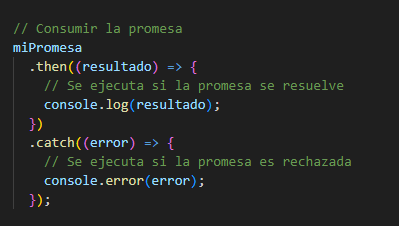 // Consumir la promesa
miPromesa
  .then((resultado) => {
    // Se ejecuta si la promesa se resuelve
    console.log(resultado);
  })
  .catch((error) => {
    // Se ejecuta si la promesa es rechazada
    console.error(error);
  });